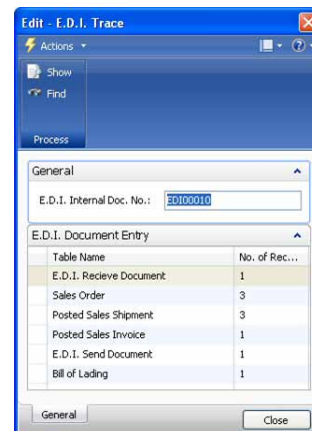 Edit - E.D.I. Trace
Actions
Show
Find
Process
General
E.D.I. Internal Doc. No.: EDI00010
E.D.I. Document Entry
Table Name No. of Rec...
E.D.I. Recieve Document 1
Sales Order 3
Posted Sales Shipment 3
Posted Sales Invoice 1
E.D.I. Send Document 1
Bill of Lading 1
General Close